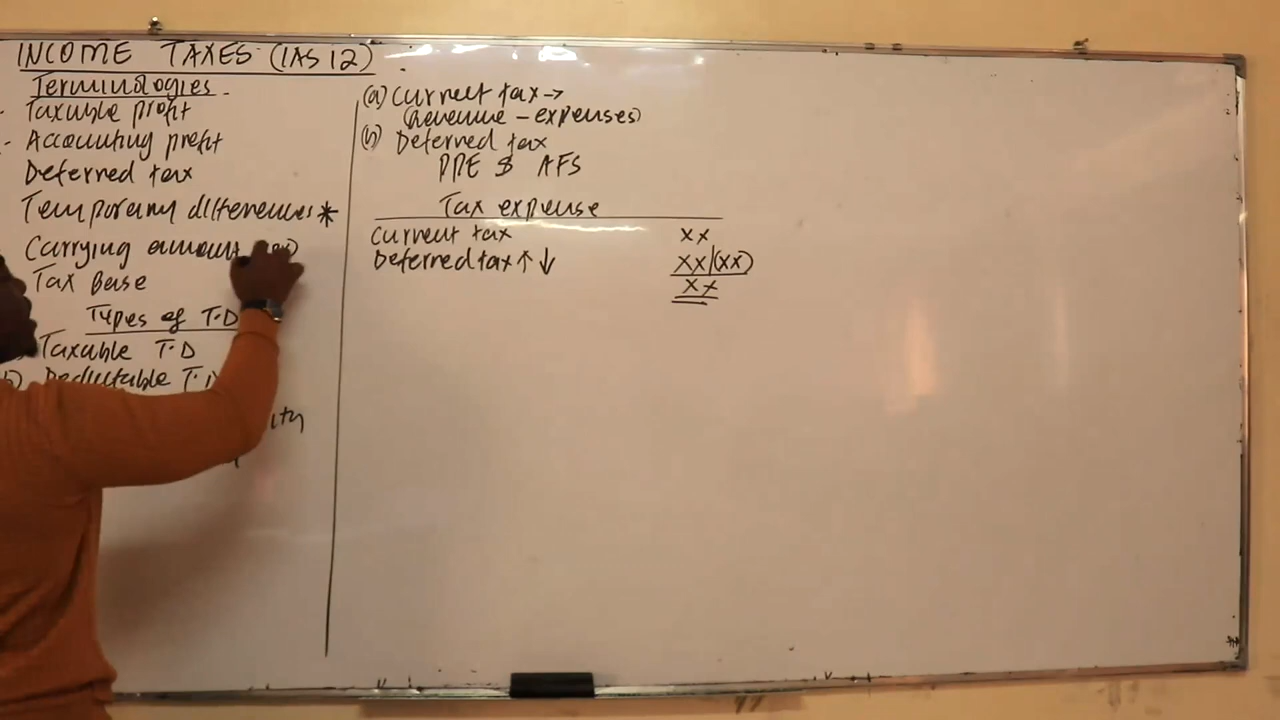 INCOME TAXES (IAS 12)
Terminologies
- Taxable profit
- Accounting profit
Deferred tax
Temporary differences *
Carrying amount
Tax Base
Types of T.D
Taxable T.D
b) Deductable T.D
(a) Current tax →
(Revenue - expenses)
(b) Deferred tax
PPE $ AFS
Tax expense
Current tax xx
Deferred tax ↑ ↓ xx/(xx)
xx